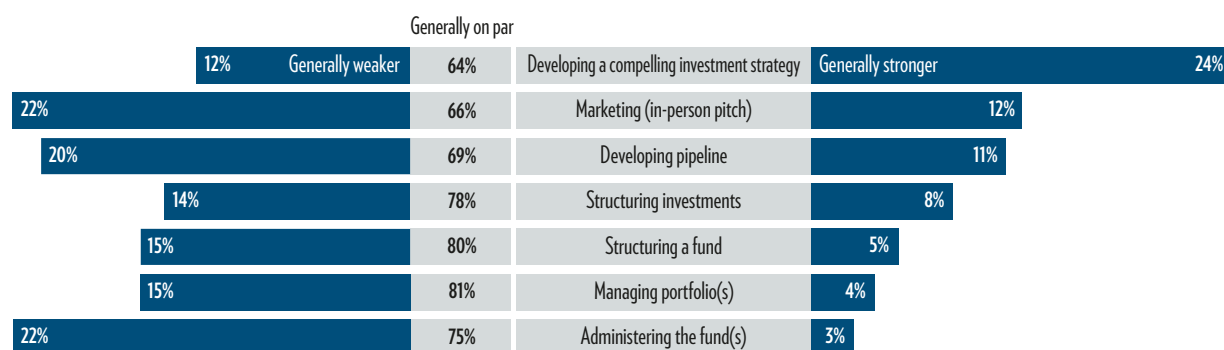 Generally on par
12% Generally weaker 64% Developing a compelling investment strategy Generally stronger 24%
22% 66% Marketing (in-person pitch) 12%
20% 69% Developing pipeline 11%
14% 78% Structuring investments 8%
15% 80% Structuring a fund 5%
15% 81% Managing portfolio(s) 4%
22% 75% Administering the fund(s) 3%